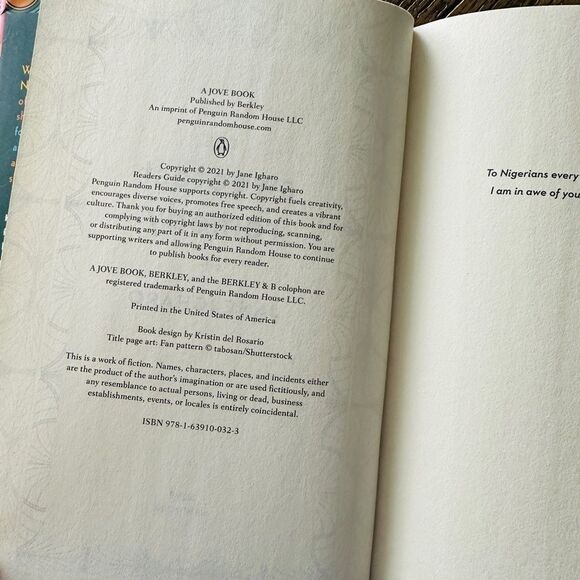 A JOVE BOOK
Published by Berkley
An imprint of Penguin Random House LLC
penguinrandomhouse.com
Copyright © 2021 by Jane Igharo
Readers Guide copyright © 2021 by Jane Igharo
Penguin Random House supports copyright. Copyright fuels creativity,
encourages diverse voices, promotes free speech, and creates a vibrant
culture. Thank you for buying an authorized edition of this book and for
complying with copyright laws by not reproducing, scanning,
or distributing any part of it in any form without permission. You are
supporting writers and allowing Penguin Random House to continue
to publish books for every reader.
A JOVE BOOK, BERKLEY, and the BERKLEY & B colophon are
registered trademarks of Penguin Random House LLC.
Printed in the United States of America
Book design by Kristin del Rosario
Title page art: Fan pattern © tabosan/Shutterstock
This is a work of fiction. Names, characters, places, and incidents either
are the product of the author's imagination or are used fictitiously, and
any resemblance to actual persons, living or dead, business
establishments, events, or locales is entirely coincidental.
ISBN 978-1-63910-032-3
To Nigerians every
I am in awe of you